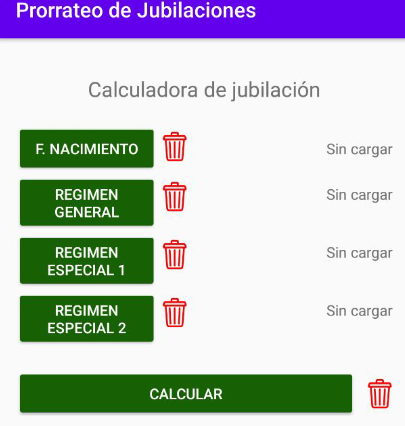 Prorrateo de Jubilaciones
Calculadora de jubilación
F. NACIMIENTO
Sin cargar
REGIMEN
GENERAL
Sin cargar
REGIMEN
ESPECIAL 1
Sin cargar
REGIMEN
ESPECIAL 2
Sin cargar
CALCULAR